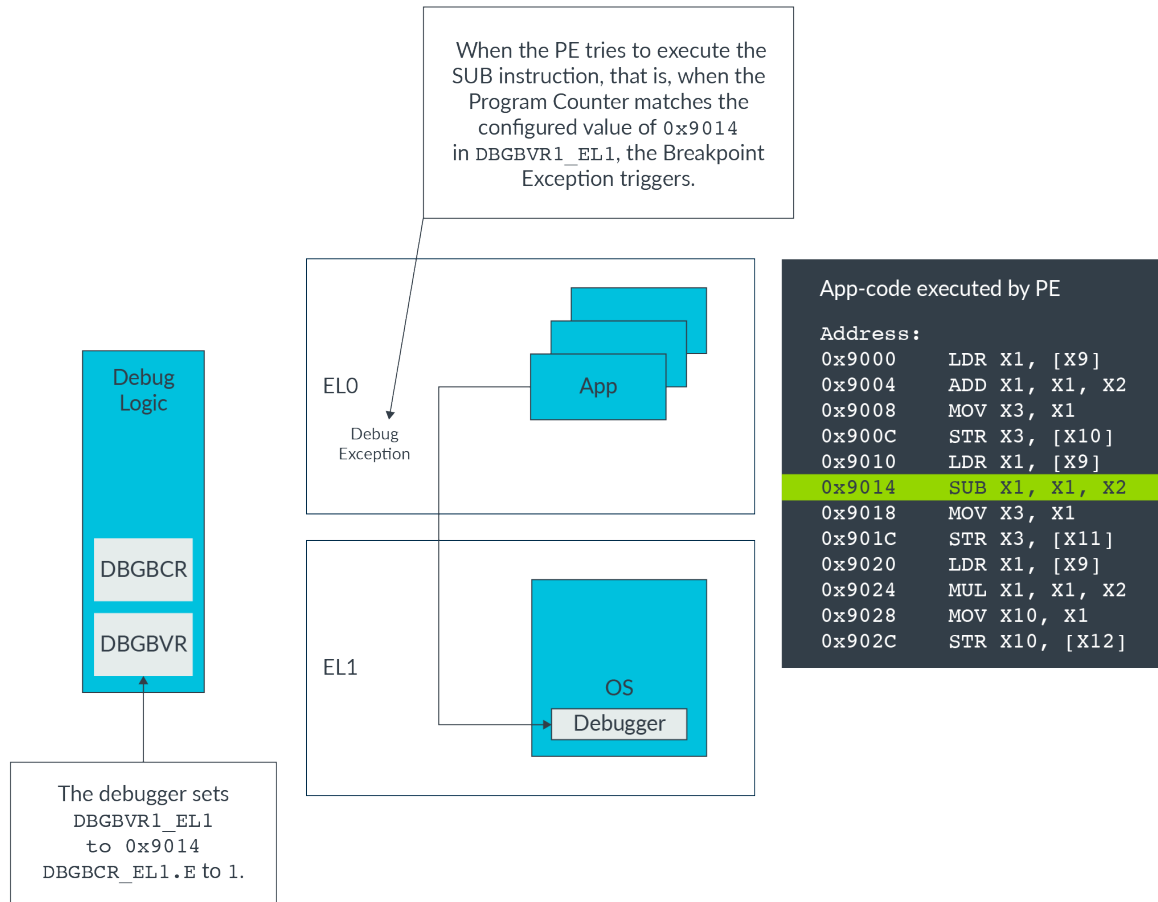 When the PE tries to execute the
SUB instruction, that is, when the
Program Counter matches the
configured value of 0x9014
in DBGBVR1_EL1, the Breakpoint
Exception triggers.
Debug
Logic
DBGBCR
DBGBVR
The debugger sets
DBGBVR1_EL1
to 0x9014
DBGBCR_EL1.E to 1.
EL0
App
Debug
Exception
EL1
OS
Debugger
App-code executed by PE
Address:
0x9000 LDR X1, [X9]
0x9004 ADD X1, X1, X2
0x9008 MOV X3, X1
0x900C STR X3, [X10]
0x9010 LDR X1, [X9]
0x9014 SUB X1, X1, X2
0x9018 MOV X3, X1
0x901C STR X3, [X11]
0x9020 LDR X1, [X9]
0x9024 MUL X1, X1, X2
0x9028 MOV X10, X1
0x902C STR X10, [X12]